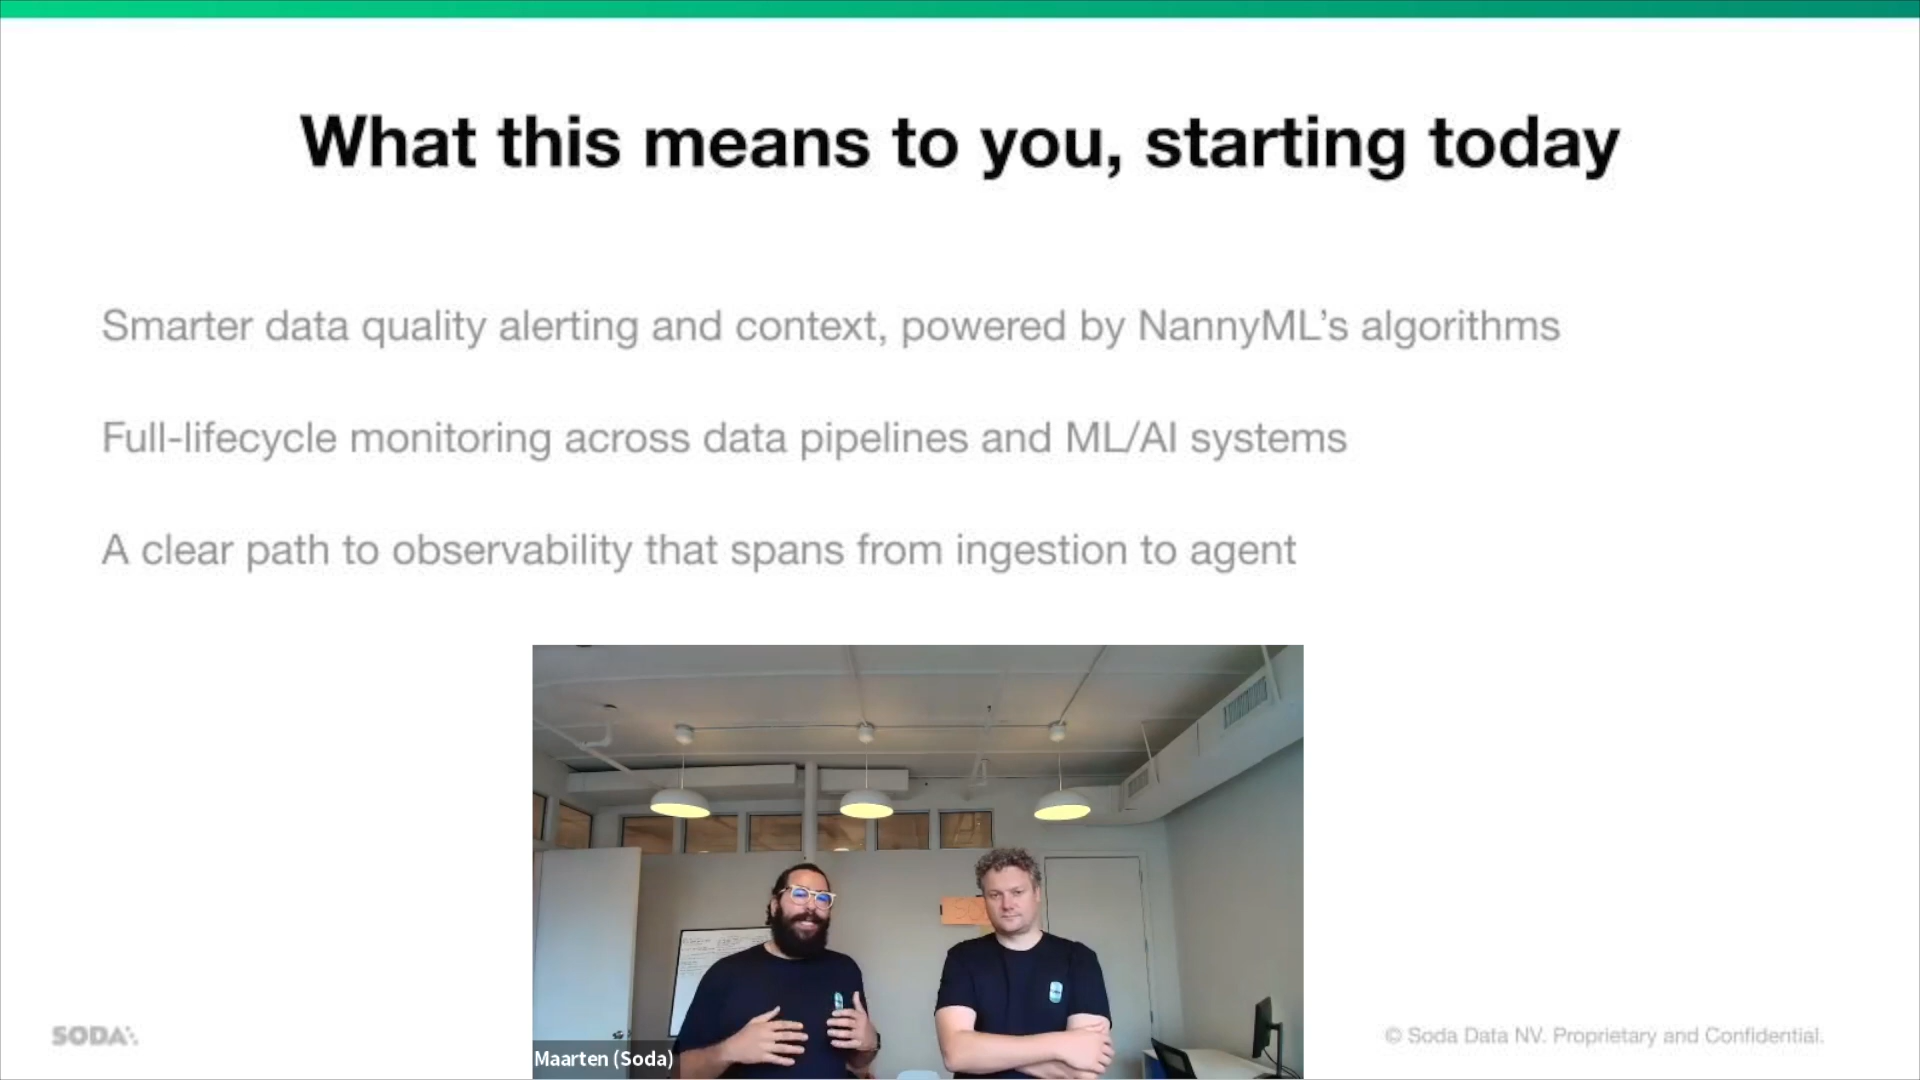 What this means to you, starting today
Smarter data quality alerting and context, powered by NannyML’s algorithms
Full-lifecycle monitoring across data pipelines and ML/AI systems
A clear path to observability that spans from ingestion to agent
Maarten (Soda)
SODA
© Soda Data NV. Proprietary and Confidential.